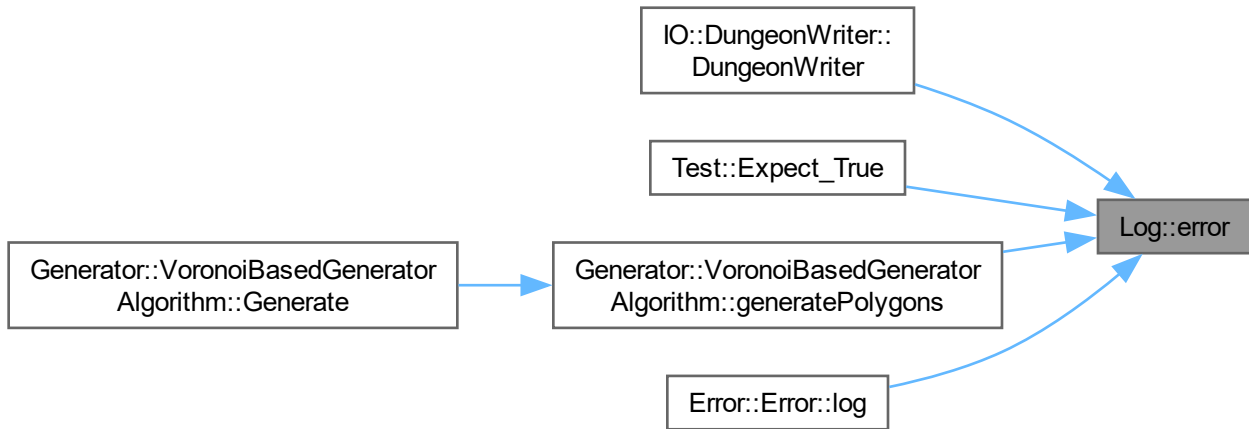 IO::DungeonWriter::
DungeonWriter
Test::Expect_True
Log::error
Generator::VoronoiBasedGenerator
Algorithm::Generate
Generator::VoronoiBasedGenerator
Algorithm::generatePolygons
Error::Error::log